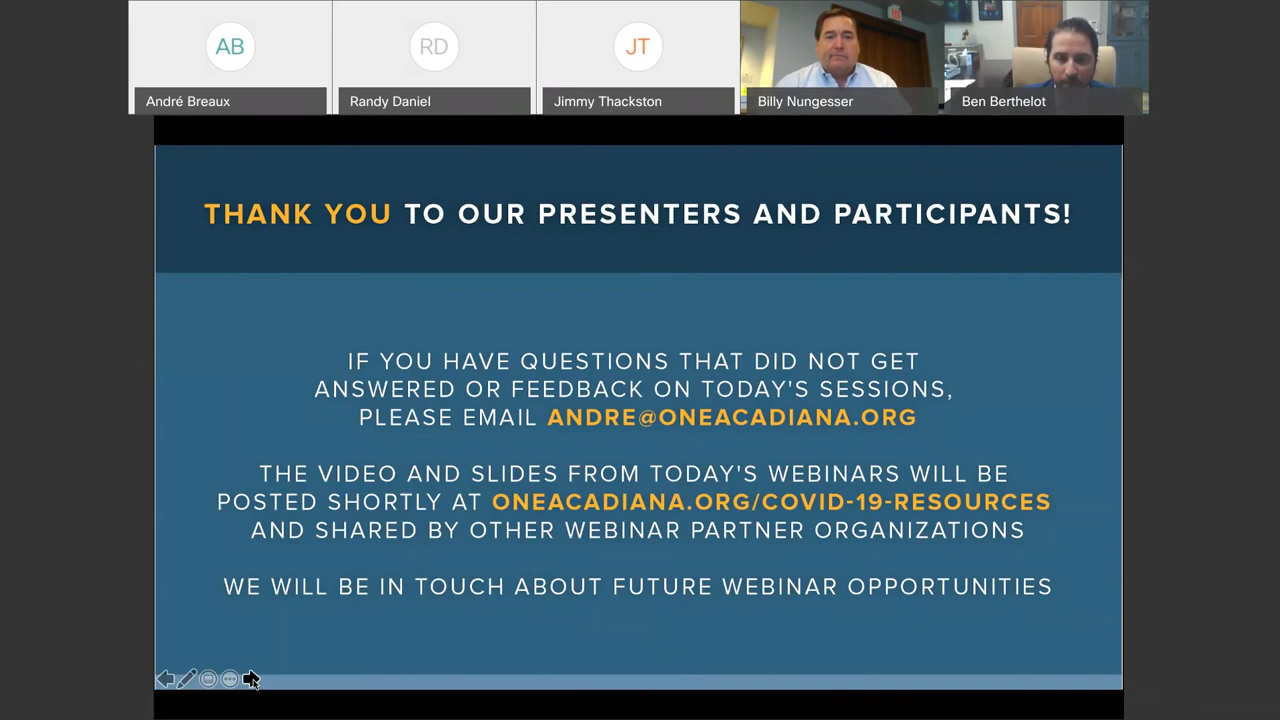 AB
RD
JT
André Breaux
Randy Daniel
Jimmy Thackston
Billy Nungesser
Ben Berthelot
THANK YOU TO OUR PRESENTERS AND PARTICIPANTS!
IF YOU HAVE QUESTIONS THAT DID NOT GET
ANSWERED OR FEEDBACK ON TODAY'S SESSIONS,
PLEASE EMAIL ANDRE@ONEACADIANA.ORG
THE VIDEO AND SLIDES FROM TODAY'S WEBINARS WILL BE
POSTED SHORTLY AT ONEACADIANA.ORG/COVID-19-RESOURCES
AND SHARED BY OTHER WEBINAR PARTNER ORGANIZATIONS
WE WILL BE IN TOUCH ABOUT FUTURE WEBINAR OPPORTUNITIES